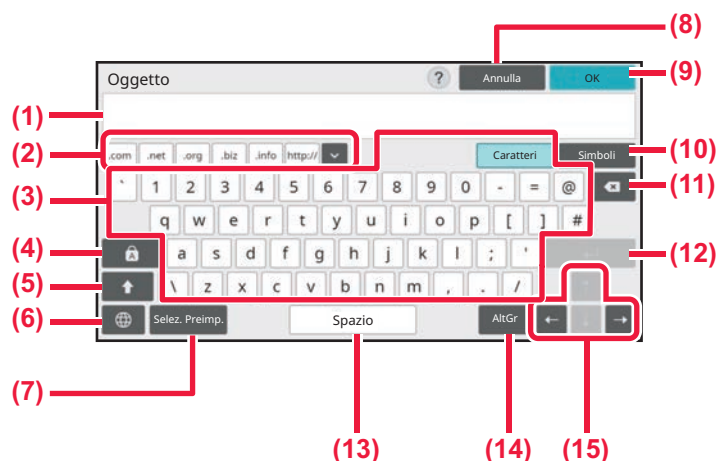 (8)
Oggetto ? Annulla OK (9)
(1)
(2) .com .net .org .biz .info http:// Caratteri Simboli (10)
(3) ` 1 2 3 4 5 6 7 8 9 0 - = @ (11)
q w e r t y u i o p [ ] #
(4) A a s d f g h j k l ; ' (12)
(5) \ z x c v b n m , . /
(6) Selez. Preimp. Spazio AltGr ← ↓ →
(7)
(13) (14) (15)